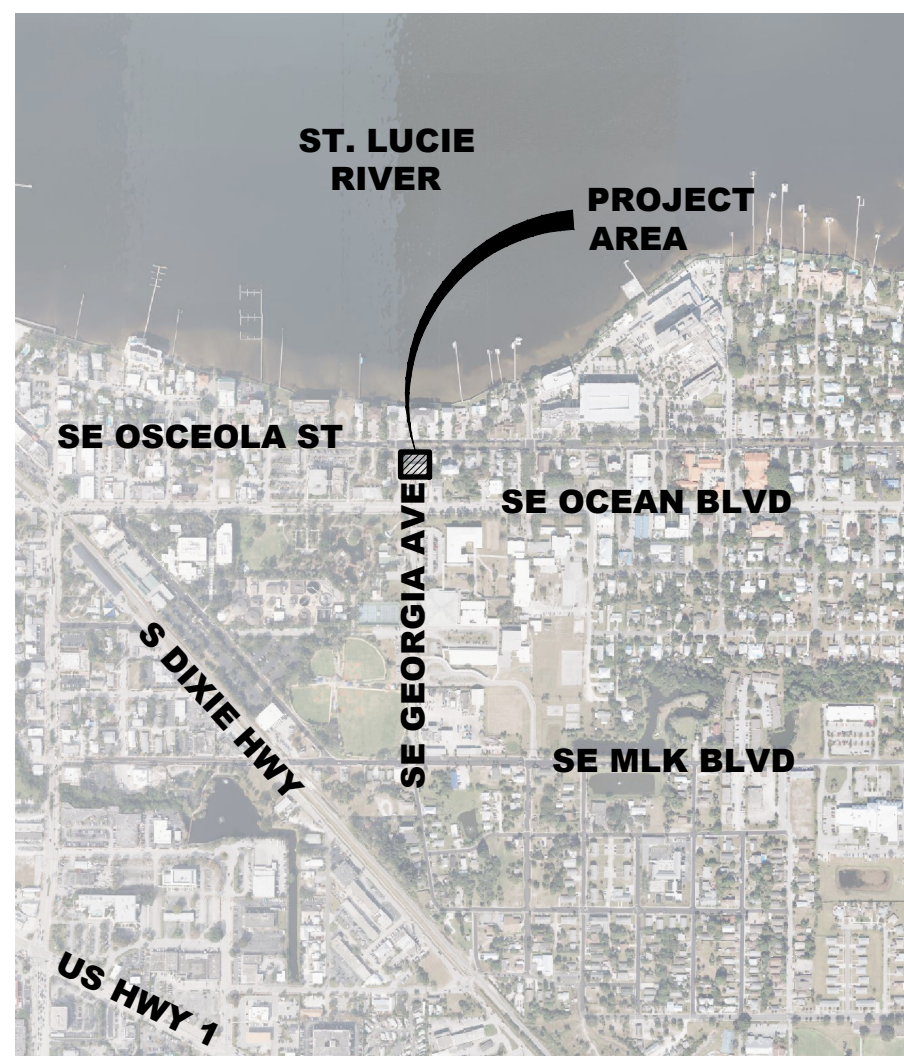 ST. LUCIE
RIVER
PROJECT
AREA
SE OSCEOLA ST
SE OCEAN BLVD
SE GEORGIA AVE
S DIXIE HWY
SE MLK BLVD
US HWY 1